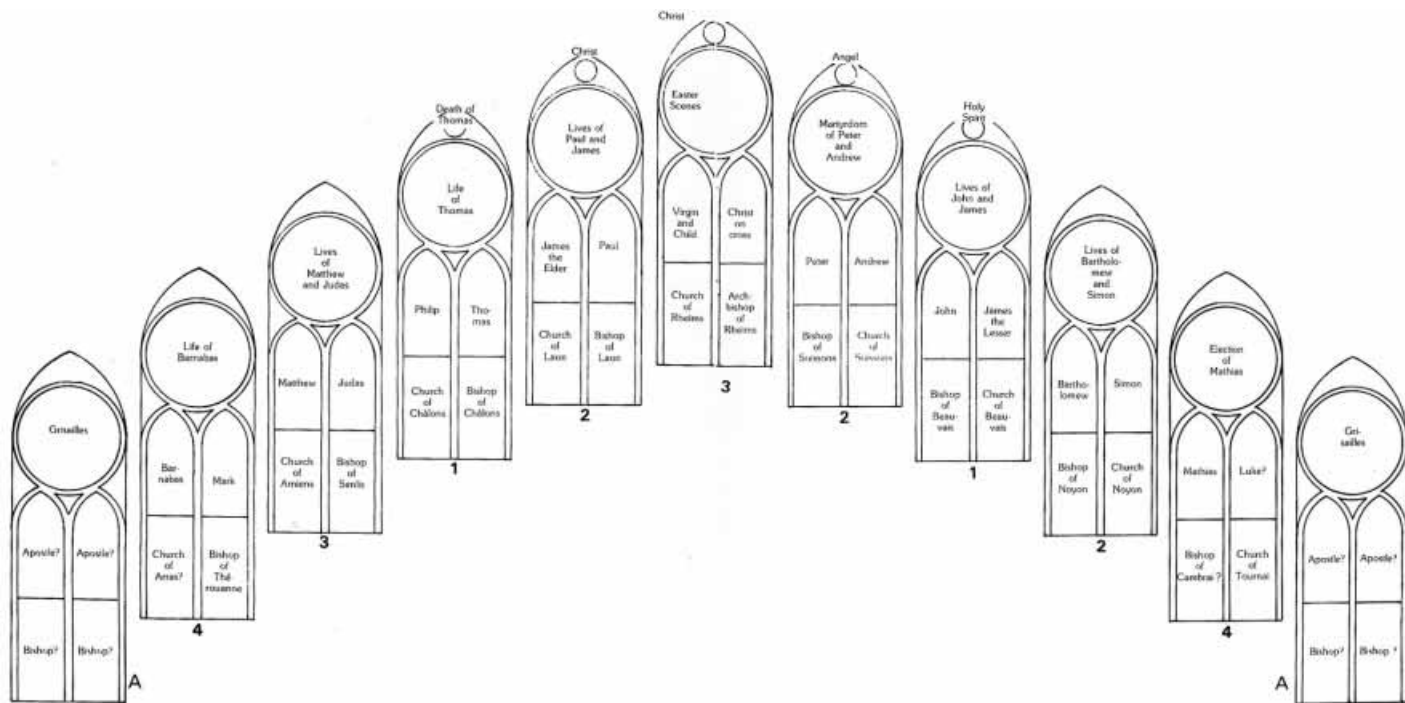 Grisailles
Apostle?
Apostle?
Bishop?
Bishop?
A
Life of
Barnabas
Bar-
nabas
Mark
Church
of
Arras?
Bishop
of Thé-
rouanne
4
Lives
of
Matthew
and Judas
Matthew
Judas
Church
of
Amiens
Bishop
of
Senlis
3
Death of
Thomas
Life
of
Thomas
Philip
Tho-
mas
Church
of
Châlons
Bishop
of
Châlons
1
Christ
Lives of
Paul and
James
James
the
Elder
Paul
Church
of
Laon
Bishop
of
Laon
2
Christ
Easter
Scenes
Virgin
and
Child
Christ
on
cross
Church
of
Rheims
Arch-
bishop
of
Rheims
3
Angel
Martyrdom
of Peter
and
Andrew
Peter
Andrew
Bishop
of
Soissons
Church
of
Soissons
2
Holy
Spirit
Lives of
John and
James
John
James
the
Lesser
Bishop
of
Beau-
vais
Church
of
Beau-
vais
1
Lives of
Bartholo-
mew
and
Simon
Bartho-
lomew
Simon
Bishop
of
Noyon
Church
of
Noyon
2
Election
of
Mathias
Mathias
Luke?
Bishop
of
Cambrai ?
Church
of
Tournai
4
Gri-
sailles
Apostle?
Apostle?
Bishop?
Bishop ?
A